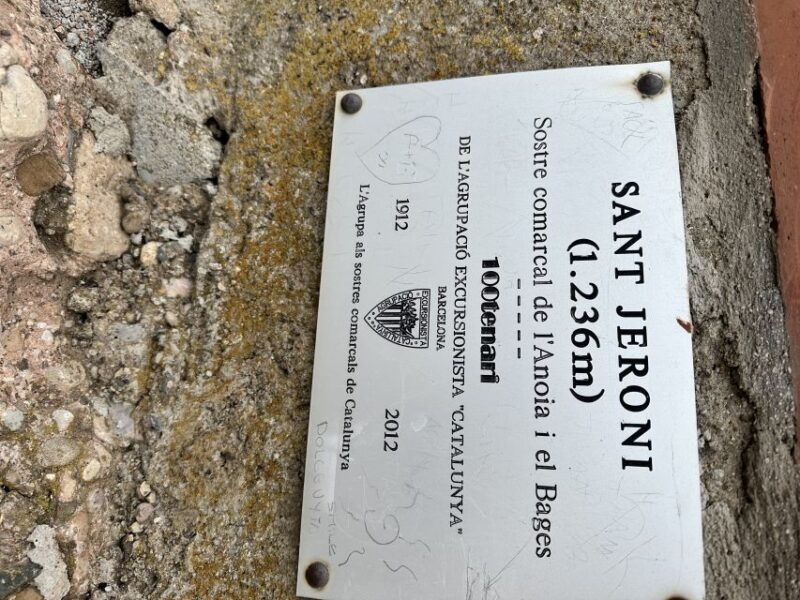 SANT JERONI
(1.236m)
Sostre comarcal de l'Anoia i el Bages
-----
100tenari
DE L'AGRUPACIÓ EXCURSIONISTA "CATALUNYA"
BARCELONA
1912
2012
L'Agrupa als sostres comarcals de Catalunya